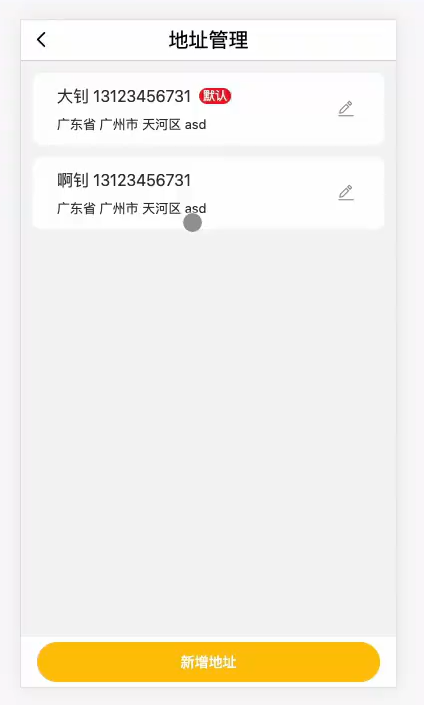 地址管理
大钊 13123456731 默认
广东省 广州市 天河区 asd
啊钊 13123456731
广东省 广州市 天河区 asd
新增地址